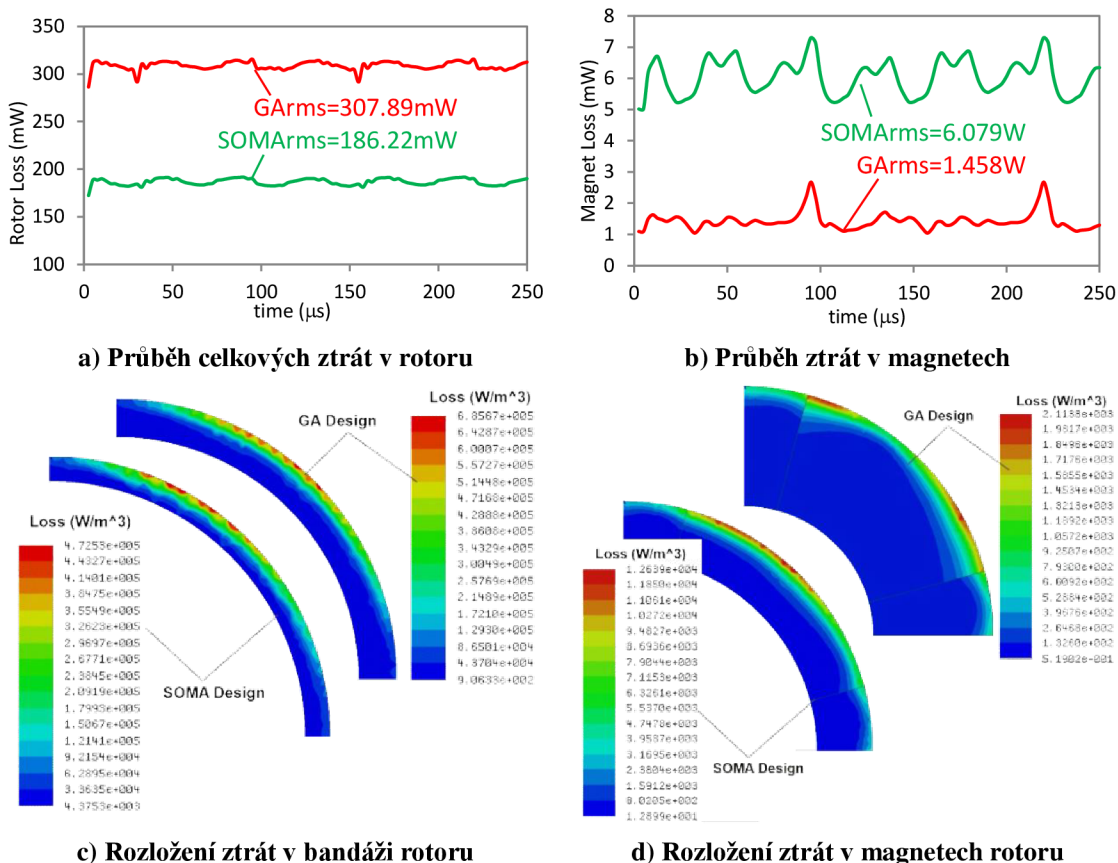 350
300
250
200
150
100
Rotor Loss (mW)
GArms=307.89mW
SOMArms=186.22mW
0 50 100 150 200 250
time (µs)
a) Průběh celkových ztrát v rotoru
8
7
6
5
4
3
2
1
0
Magnet Loss (mW)
SOMArms=6.079W
GArms=1.458W
0 50 100 150 200 250
time (µs)
b) Průběh ztrát v magnetech
Loss (W/m^3)
6.8567e+005
6.4287e+005
6.0007e+005
5.5727e+005
5.1448e+005
4.7168e+005
4.2888e+005
3.8608e+005
3.4329e+005
3.0049e+005
2.5769e+005
2.1489e+005
1.7210e+005
1.2930e+005
8.6501e+004
4.3704e+004
9.0633e+002
GA Design
Loss (W/m^3)
4.7253e+005
4.4327e+005
4.1401e+005
3.8475e+005
3.5549e+005
3.2623e+005
2.9697e+005
2.6771e+005
2.3845e+005
2.0919e+005
1.7993e+005
1.5067e+005
1.2141e+005
9.2154e+004
6.2895e+004
3.3635e+004
4.3753e+003
SOMA Design
c) Rozložení ztrát v bandáži rotoru
Loss (W/m^3)
2.1138e+003
1.9817e+003
1.8496e+003
1.7176e+003
1.5855e+003
1.4534e+003
1.3213e+003
1.1892e+003
1.0572e+003
9.2507e+002
7.9300e+002
6.6092e+002
5.2884e+002
3.9676e+002
2.6468e+002
1.3260e+002
5.1902e-001
GA Design
Loss (W/m^3)
1.2639e+004
1.1850e+004
1.1061e+004
1.0272e+004
9.4827e+003
8.6936e+003
7.9044e+003
7.1153e+003
6.3261e+003
5.5370e+003
4.7478e+003
3.9587e+003
3.1695e+003
2.3804e+003
1.5912e+003
8.0205e+002
1.2899e+001
SOMA Design
d) Rozložení ztrát v magnetech rotoru